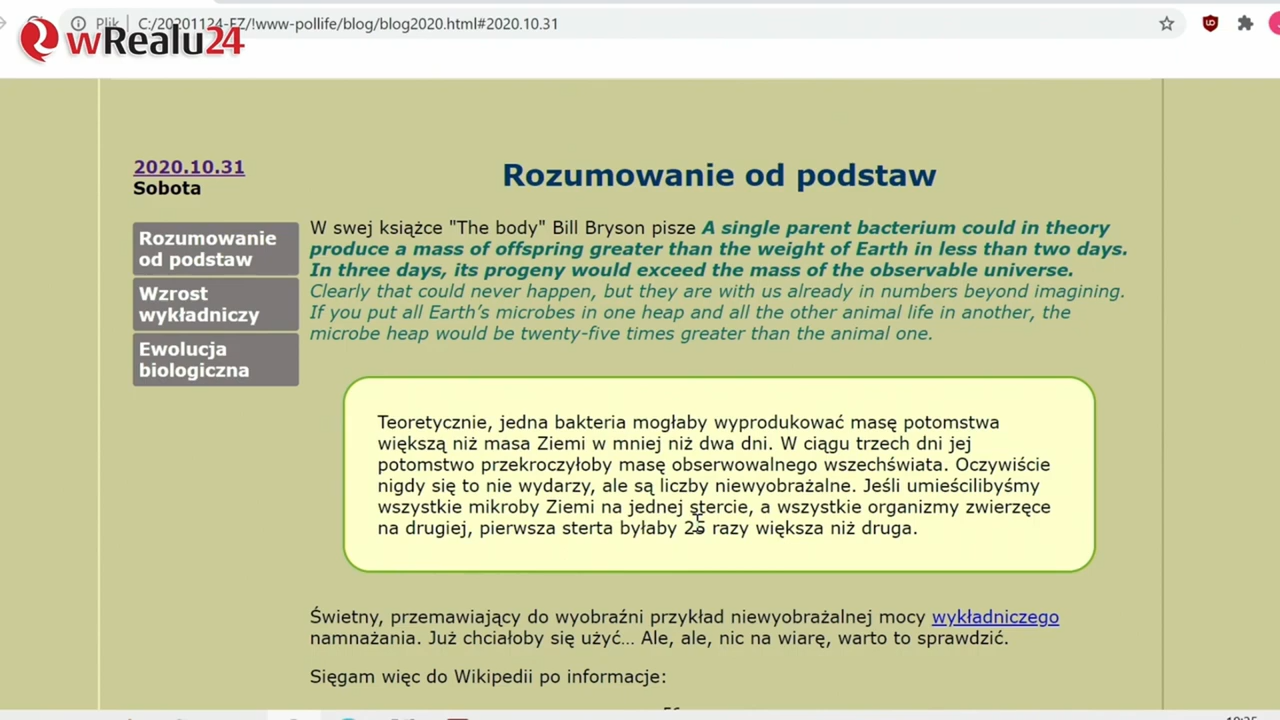 Plik C:/20201124-FZ/!www-pollife/blog/blog2020.html#2020.10.31
wRealu24
2020.10.31
Sobota
Rozumowanie od podstaw
Rozumowanie
od podstaw
Wzrost
wykładniczy
Ewolucja
biologiczna
W swej książce "The body" Bill Bryson pisze A single parent bacterium could in theory
produce a mass of offspring greater than the weight of Earth in less than two days.
In three days, its progeny would exceed the mass of the observable universe.
Clearly that could never happen, but they are with us already in numbers beyond imagining.
If you put all Earth’s microbes in one heap and all the other animal life in another, the
microbe heap would be twenty-five times greater than the animal one.
Teoretycznie, jedna bakteria mogłaby wyprodukować masę potomstwa
większą niż masa Ziemi w mniej niż dwa dni. W ciągu trzech dni jej
potomstwo przekroczyłoby masę obserwowalnego wszechświata. Oczywiście
nigdy się to nie wydarzy, ale są liczby niewyobrażalne. Jeśli umieścilibyśmy
wszystkie mikroby Ziemi na jednej stercie, a wszystkie organizmy zwierzęce
na drugiej, pierwsza sterta byłaby 25 razy większa niż druga.
Świetny, przemawiający do wyobraźni przykład niewyobrażalnej mocy wykładniczego
namnażania. Już chciałoby się użyć… Ale, ale, nic na wiarę, warto to sprawdzić.
Sięgam więc do Wikipedii po informacje: